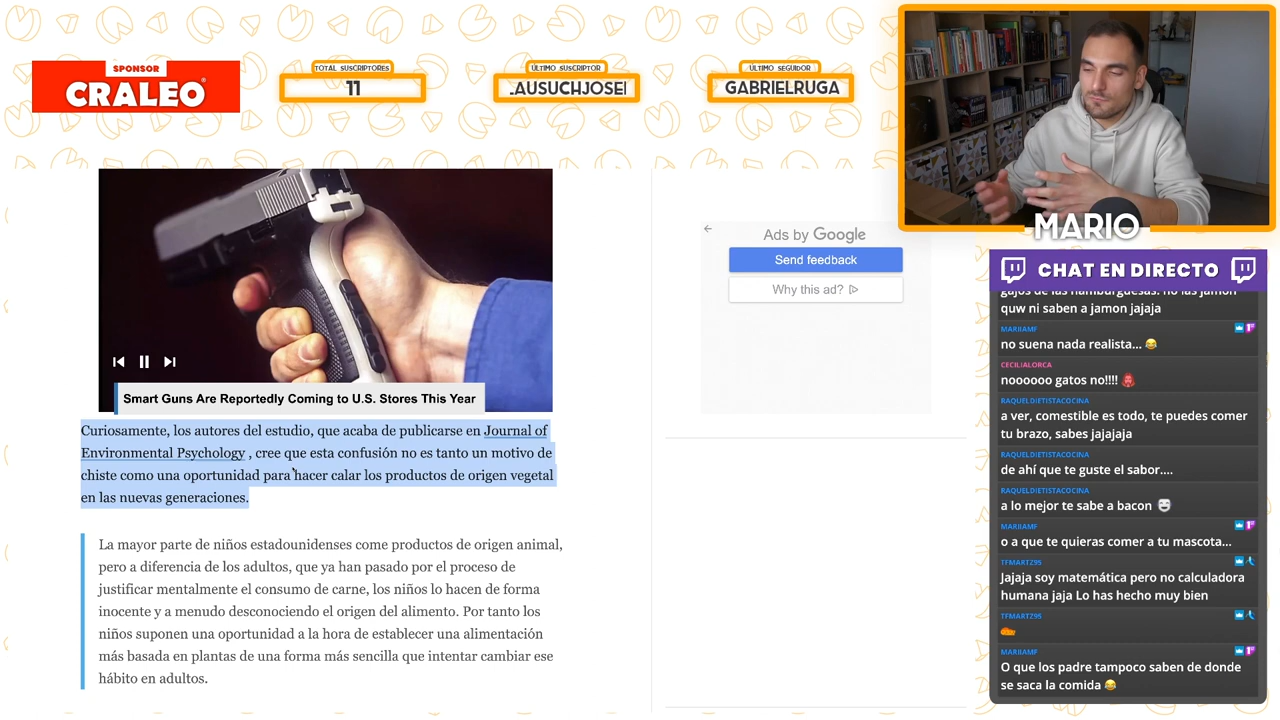 SPONSOR
CRALEO
TOTAL SUSCRIPTORES
11
ÚLTIMO SUSCRIPTOR
LAUSUCHJOSEI
ÚLTIMO SEGUIDOR
GABRIELRUGA
MARIO
Smart Guns Are Reportedly Coming to U.S. Stores This Year
Curiosamente, los autores del estudio, que acaba de publicarse en Journal of
Environmental Psychology , cree que esta confusión no es tanto un motivo de
chiste como una oportunidad para hacer calar los productos de origen vegetal
en las nuevas generaciones.
La mayor parte de niños estadounidenses come productos de origen animal,
pero a diferencia de los adultos, que ya han pasado por el proceso de
justificar mentalmente el consumo de carne, los niños lo hacen de forma
inocente y a menudo desconociendo el origen del alimento. Por tanto los
niños suponen una oportunidad a la hora de establecer una alimentación
más basada en plantas de una forma más sencilla que intentar cambiar ese
hábito en adultos.
Ads by Google
Send feedback
Why this ad?
CHAT EN DIRECTO
gajos de las hamburguesas. no las jamon
quw ni saben a jamon jajaja
MARIIAMF
no suena nada realista... 😂
CECILIALORCA
noooooo gatos no!!!!
RAQUELDIETISTACOCINA
a ver, comestible es todo, te puedes comer
tu brazo, sabes jajajaja
RAQUELDIETISTACOCINA
de ahí que te guste el sabor....
RAQUELDIETISTACOCINA
a lo mejor te sabe a bacon
MARIIAMF
o a que te quieras comer a tu mascota...
TFMARTZ95
Jajaja soy matemática pero no calculadora
humana jaja Lo has hecho muy bien
TFMARTZ95
MARIIAMF
O que los padre tampoco saben de donde
se saca la comida 😂